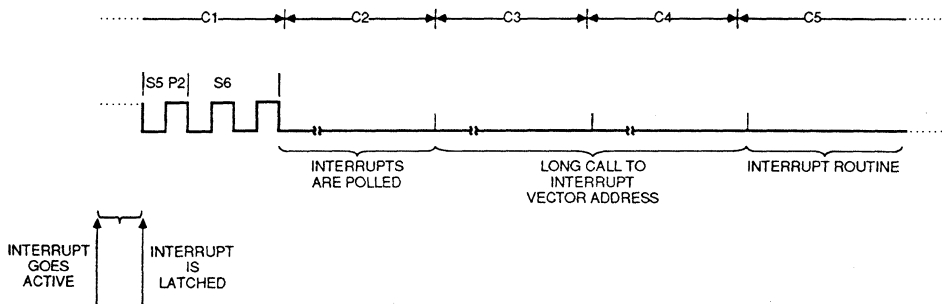 C1 C2 C3 C4 C5
S5 P2 S6
INTERRUPTS
ARE POLLED
LONG CALL TO
INTERRUPT
VECTOR ADDRESS
INTERRUPT ROUTINE
INTERRUPT
GOES
ACTIVE
INTERRUPT
IS
LATCHED